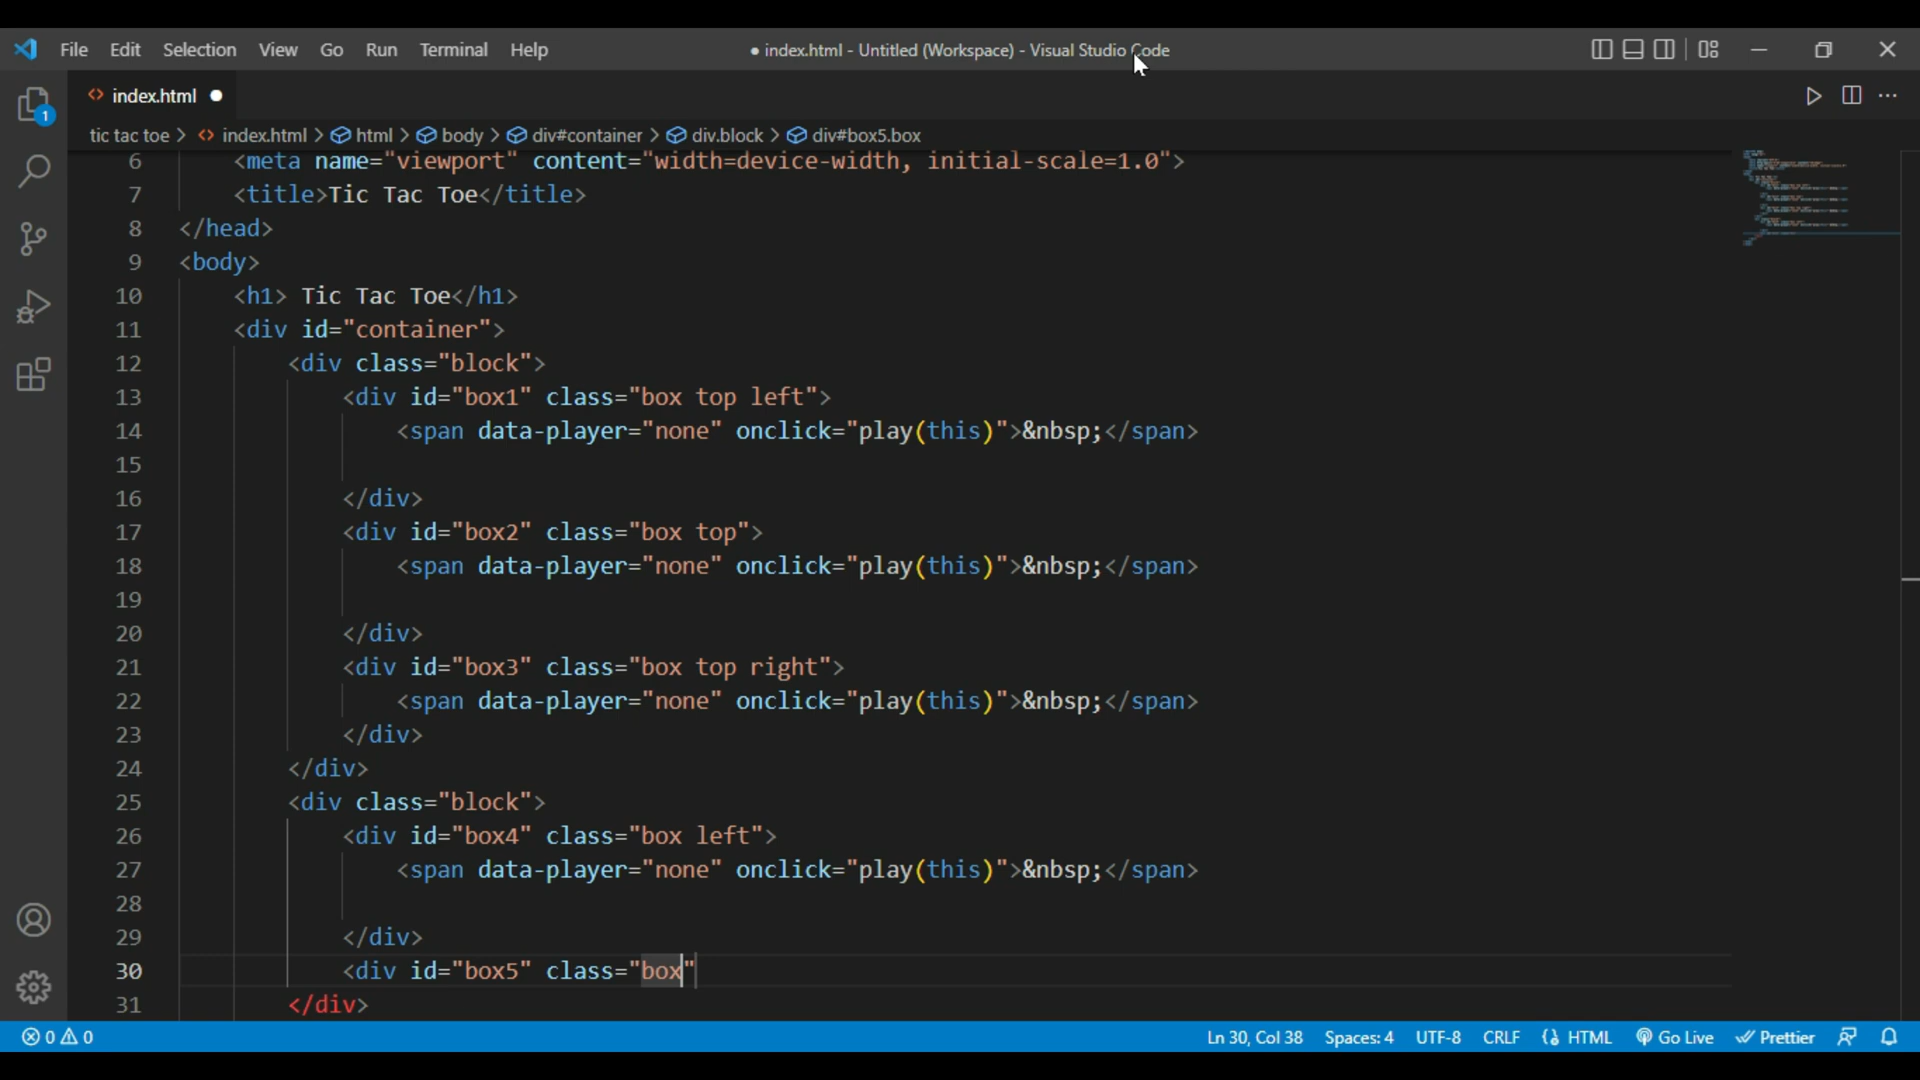 File Edit Selection View Go Run Terminal Help
● index.html - Untitled (Workspace) - Visual Studio Code
index.html
tic tac toe > index.html > html > body > div#container > div.block > div#box5.box
1
6 <meta name="viewport" content="width=device-width, initial-scale=1.0">
7 <title>Tic Tac Toe</title>
8 </head>
9 <body>
10 <h1> Tic Tac Toe</h1>
11 <div id="container">
12 <div class="block">
13 <div id="box1" class="box top left">
14 <span data-player="none" onclick="play(this)">&nbsp;</span>
15
16 </div>
17 <div id="box2" class="box top">
18 <span data-player="none" onclick="play(this)">&nbsp;</span>
19
20 </div>
21 <div id="box3" class="box top right">
22 <span data-player="none" onclick="play(this)">&nbsp;</span>
23 </div>
24 </div>
25 <div class="block">
26 <div id="box4" class="box left">
27 <span data-player="none" onclick="play(this)">&nbsp;</span>
28
29 </div>
30 <div id="box5" class="box"
31 </div>
0 0 Ln 30, Col 38 Spaces: 4 UTF-8 CRLF HTML Go Live Prettier